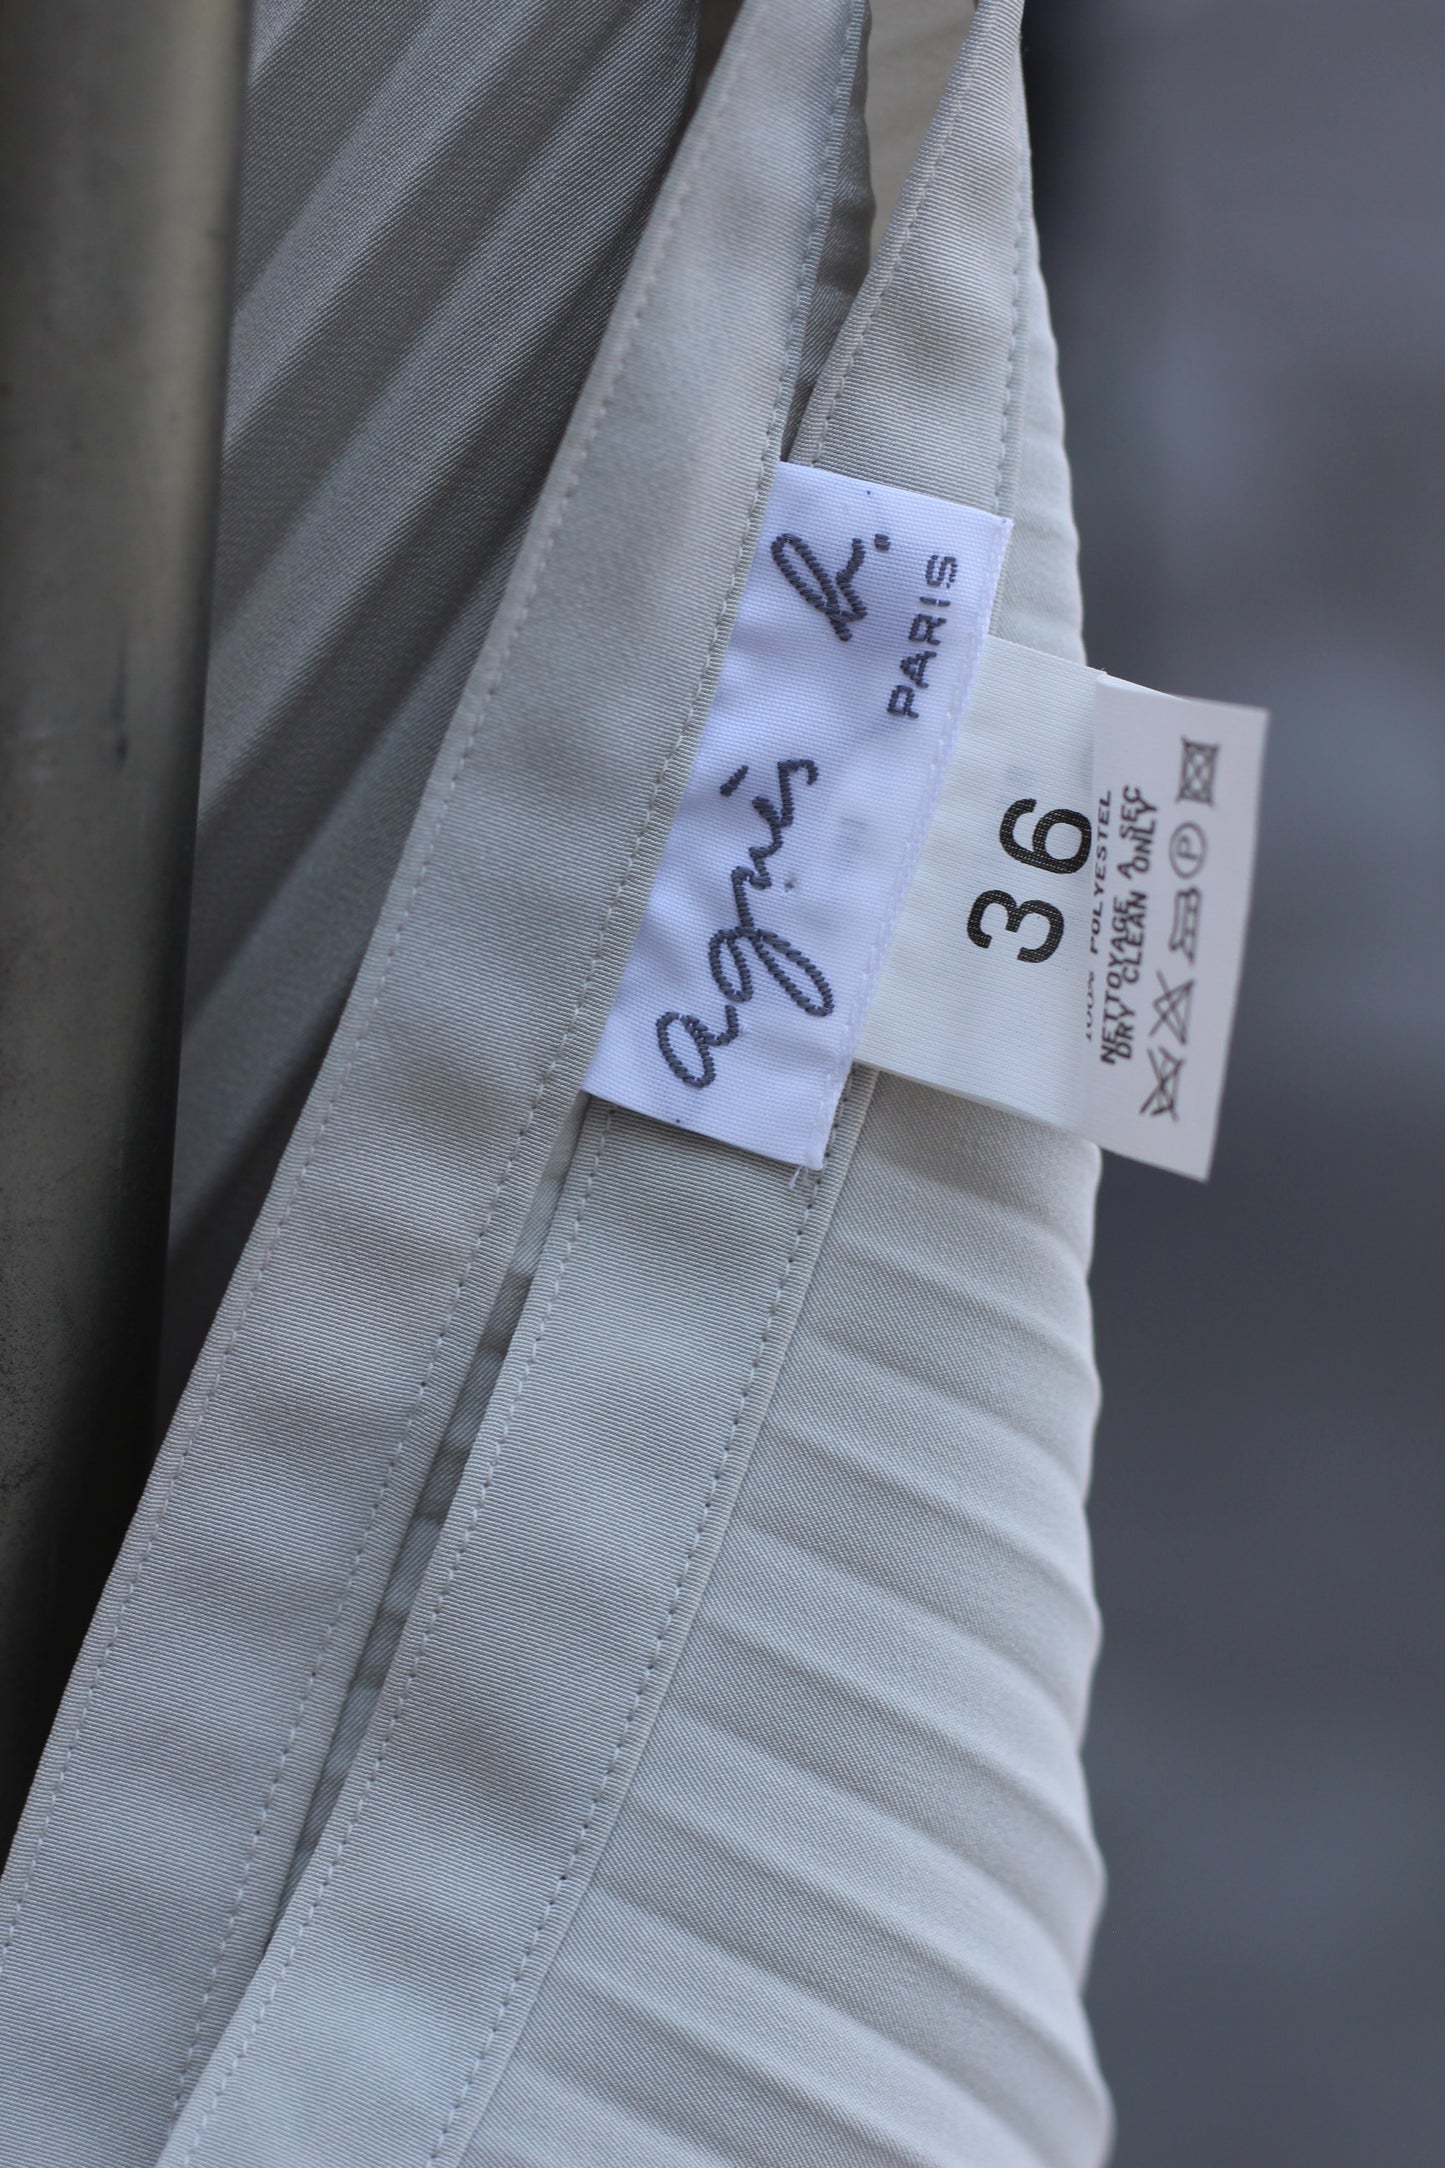 agnès b.
PARIS
36
100% POLYESTEL
NETTOYAGE A SEC
DRY CLEAN ONLY
P